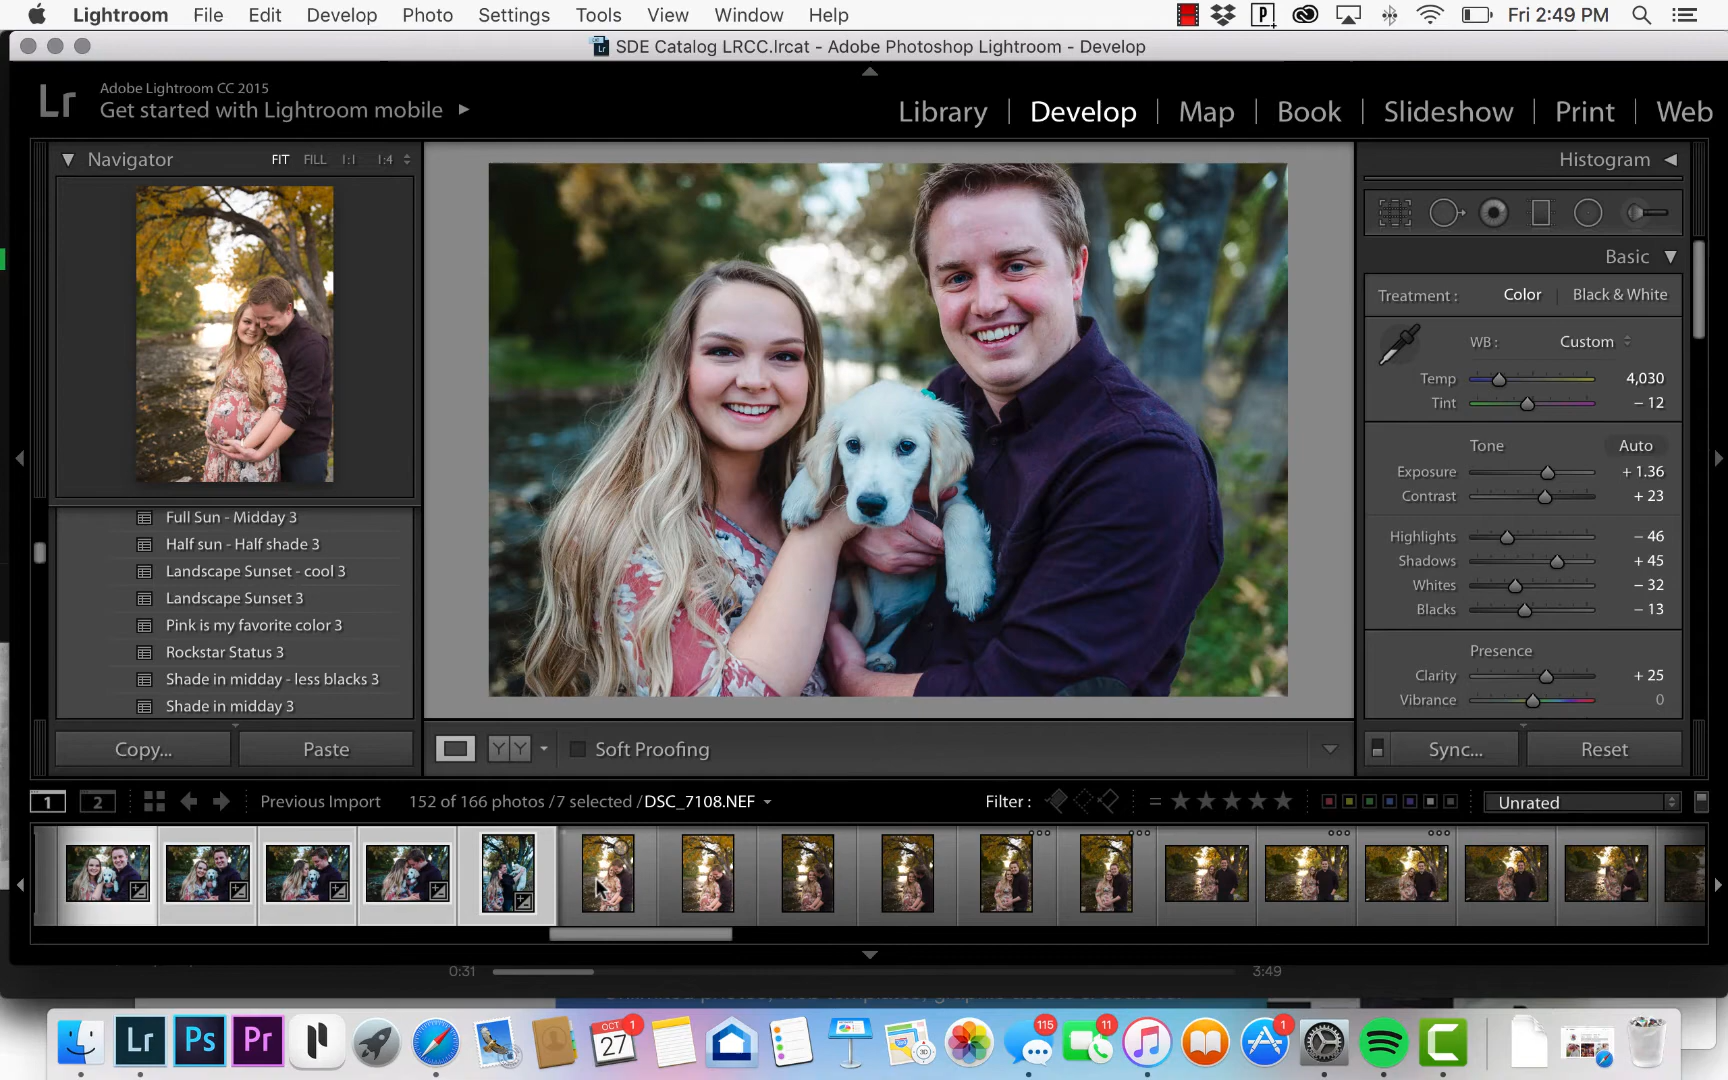 Lightroom File Edit Develop Photo Settings Tools View Window Help
P
Fri 2:49 PM
Lr SDE Catalog LRCC.lrcat - Adobe Photoshop Lightroom - Develop
Lr
Adobe Lightroom CC 2015
Get started with Lightroom mobile
Library | Develop | Map | Book | Slideshow | Print | Web
Navigator FIT FILL 1:1 1:4
Full Sun - Midday 3
Half sun - Half shade 3
Landscape Sunset - cool 3
Landscape Sunset 3
Pink is my favorite color 3
Rockstar Status 3
Shade in midday - less blacks 3
Shade in midday 3
Copy... Paste
YY Soft Proofing
Histogram
Basic
Treatment : Color | Black & White
WB : Custom
Temp 4,030
Tint - 12
Tone Auto
Exposure + 1.36
Contrast + 23
Highlights - 46
Shadows + 45
Whites - 32
Blacks - 13
Presence
Clarity + 25
Vibrance 0
Sync... Reset
1 2 Previous Import 152 of 166 photos /7 selected /DSC_7108.NEF
Filter : Unrated
0:31 3:49
Lr Ps Pr
OCT 1
27
115
11
1